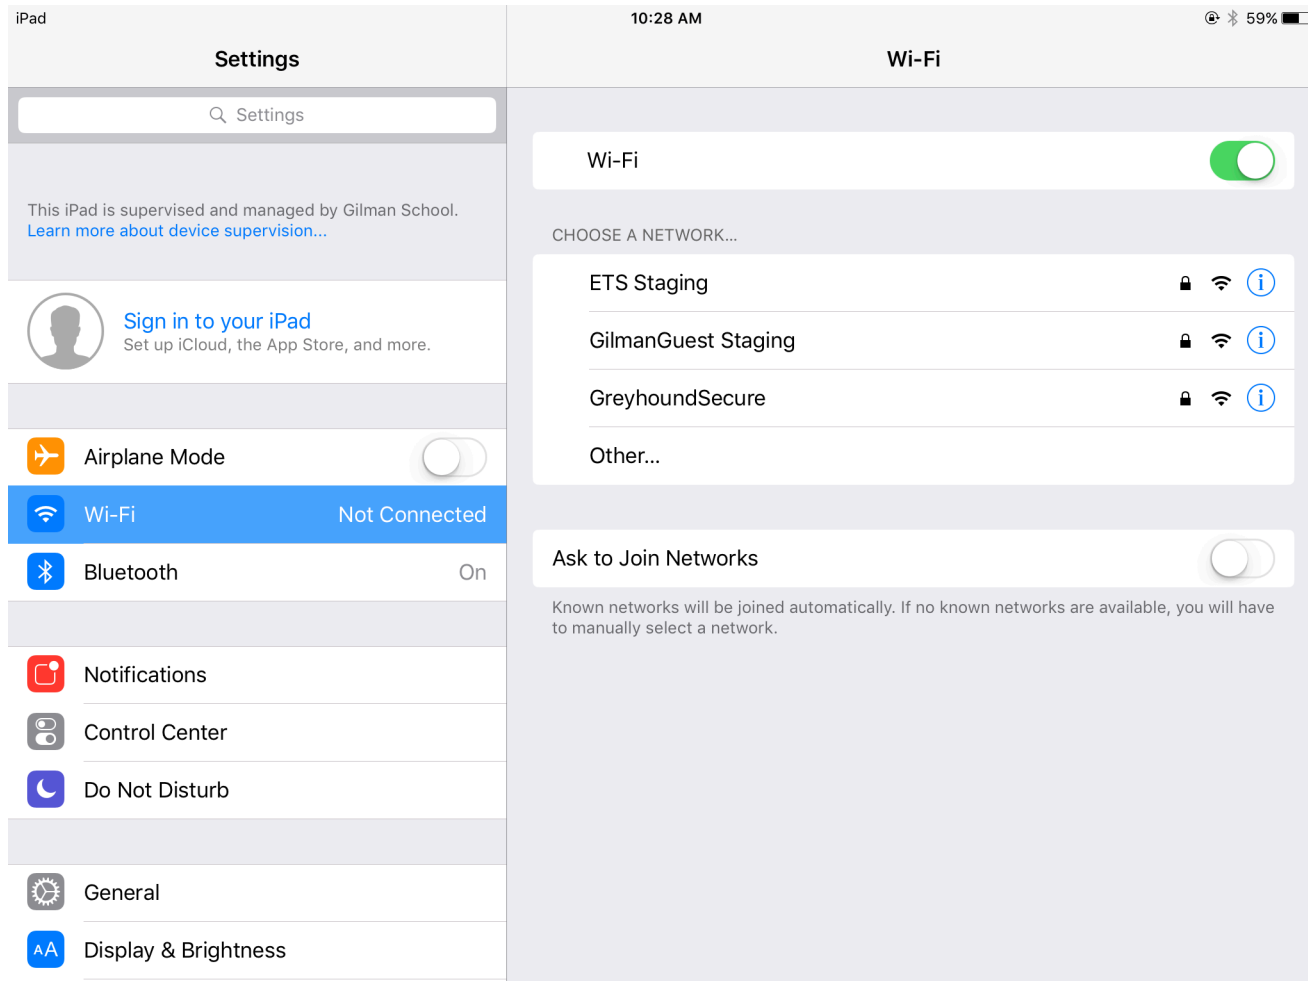 iPad
10:28 AM
59%
Settings
Settings
This iPad is supervised and managed by Gilman School.
Learn more about device supervision...
Sign in to your iPad
Set up iCloud, the App Store, and more.
Airplane Mode
Wi-Fi Not Connected
Bluetooth On
Notifications
Control Center
Do Not Disturb
General
AA Display & Brightness
Wi-Fi
Wi-Fi
CHOOSE A NETWORK...
ETS Staging
GilmanGuest Staging
GreyhoundSecure
Other...
Ask to Join Networks
Known networks will be joined automatically. If no known networks are available, you will have
to manually select a network.